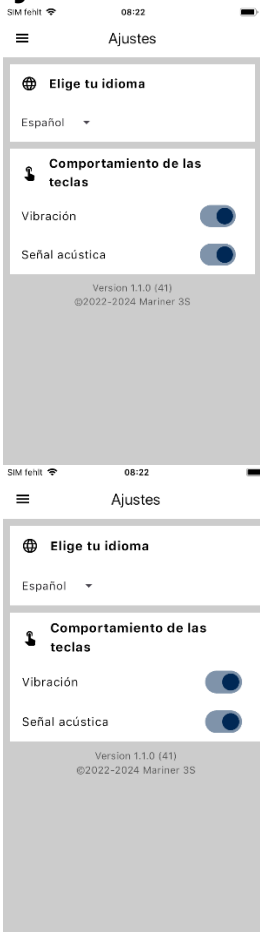 SIM fehlt 08:22
Ajustes
Elige tu idioma
Español
Comportamiento de las
teclas
Vibración
Señal acústica
Version 1.1.0 (41)
©2022-2024 Mariner 3S
SIM fehlt 08:22
Ajustes
Elige tu idioma
Español
Comportamiento de las
teclas
Vibración
Señal acústica
Version 1.1.0 (41)
©2022-2024 Mariner 3S